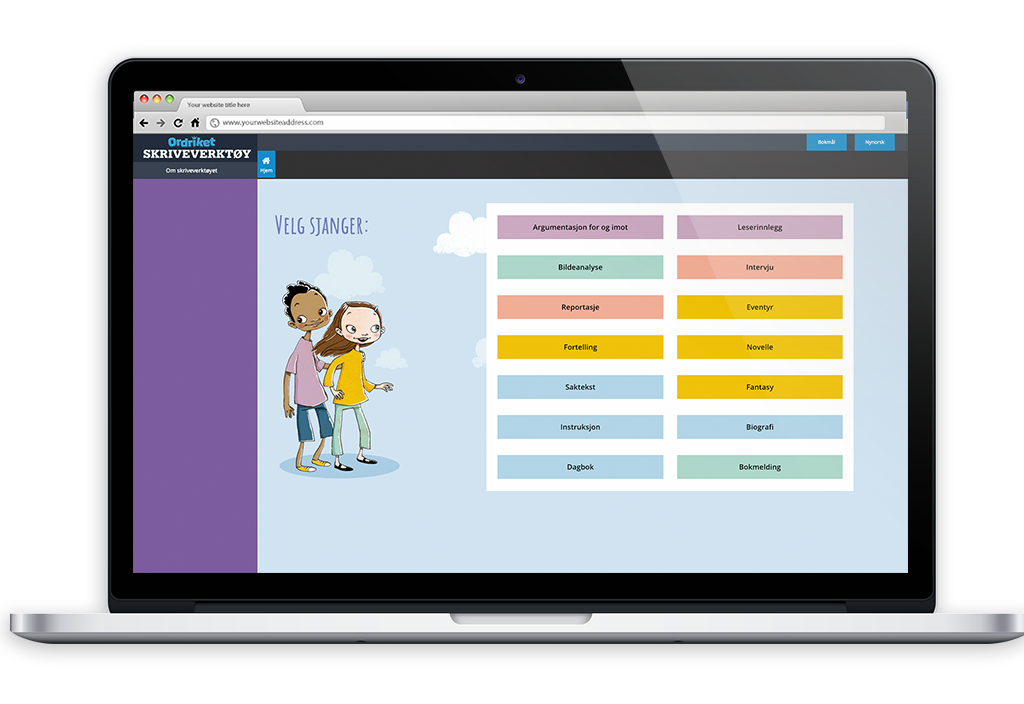 Your website title here
www.yourwebsiteaddress.com
Ordriket
SKRIVEVERKTØY
Om skriveverktøyet
Hjem
Bokmål
Nynorsk
VELG SJANGER:
Argumentasjon for og imot
Leserinnlegg
Bildeanalyse
Intervju
Reportasje
Eventyr
Fortelling
Novelle
Saktekst
Fantasy
Instruksjon
Biografi
Dagbok
Bokmelding